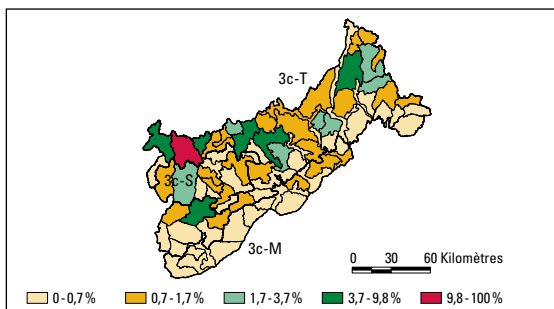 3c-T
3c-S
3c-M
0 30 60 Kilomètres
0 - 0,7 % 0,7 - 1,7 % 1,7 - 3,7 % 3,7 - 9,8 % 9,8 - 100 %